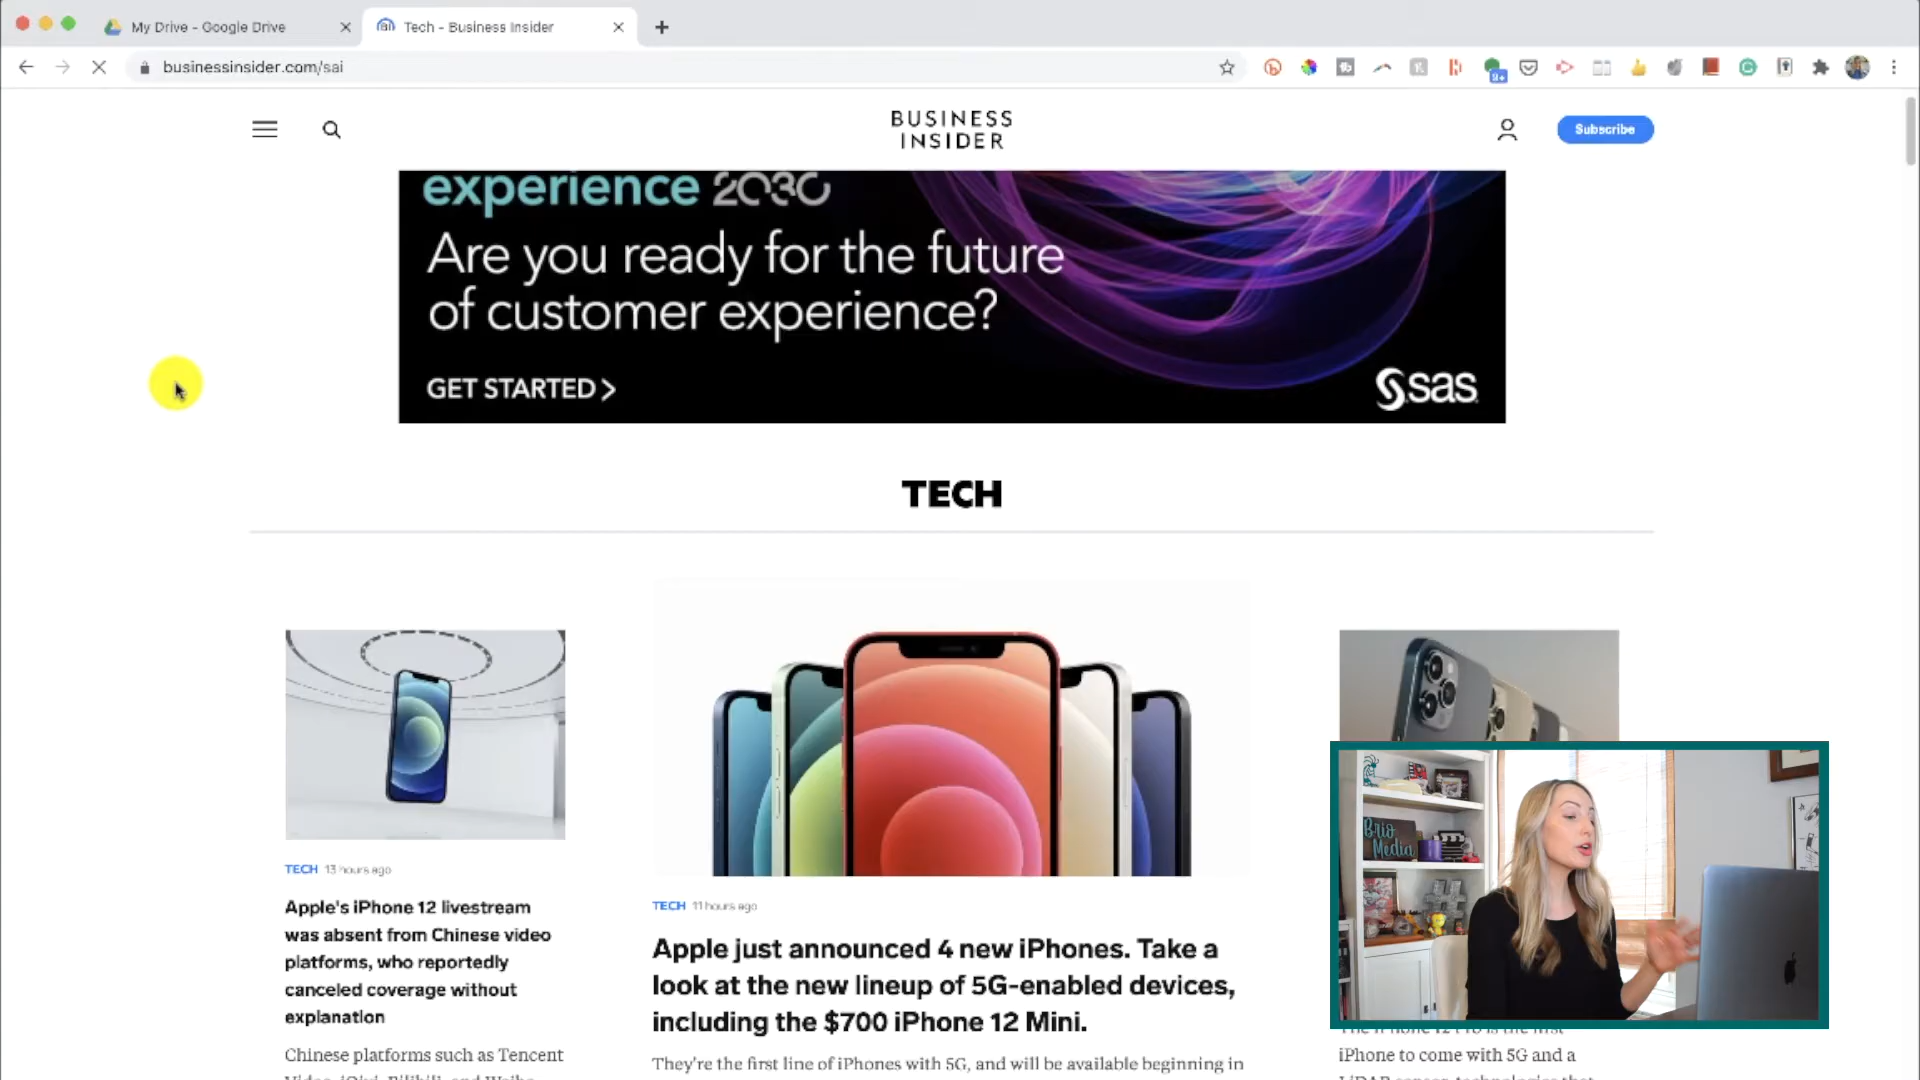 My Drive - Google Drive
Tech - Business Insider
businessinsider.com/sai
BUSINESS
INSIDER
Subscribe
experience 2030
Are you ready for the future
of customer experience?
GET STARTED >
sas
TECH
TECH 13 hours ago
Apple's iPhone 12 livestream
was absent from Chinese video
platforms, who reportedly
canceled coverage without
explanation
Chinese platforms such as Tencent
TECH 11 hours ago
Apple just announced 4 new iPhones. Take a
look at the new lineup of 5G-enabled devices,
including the $700 iPhone 12 Mini.
They're the first line of iPhones with 5G, and will be available beginning in
iPhone to come with 5G and a
Brio
Media